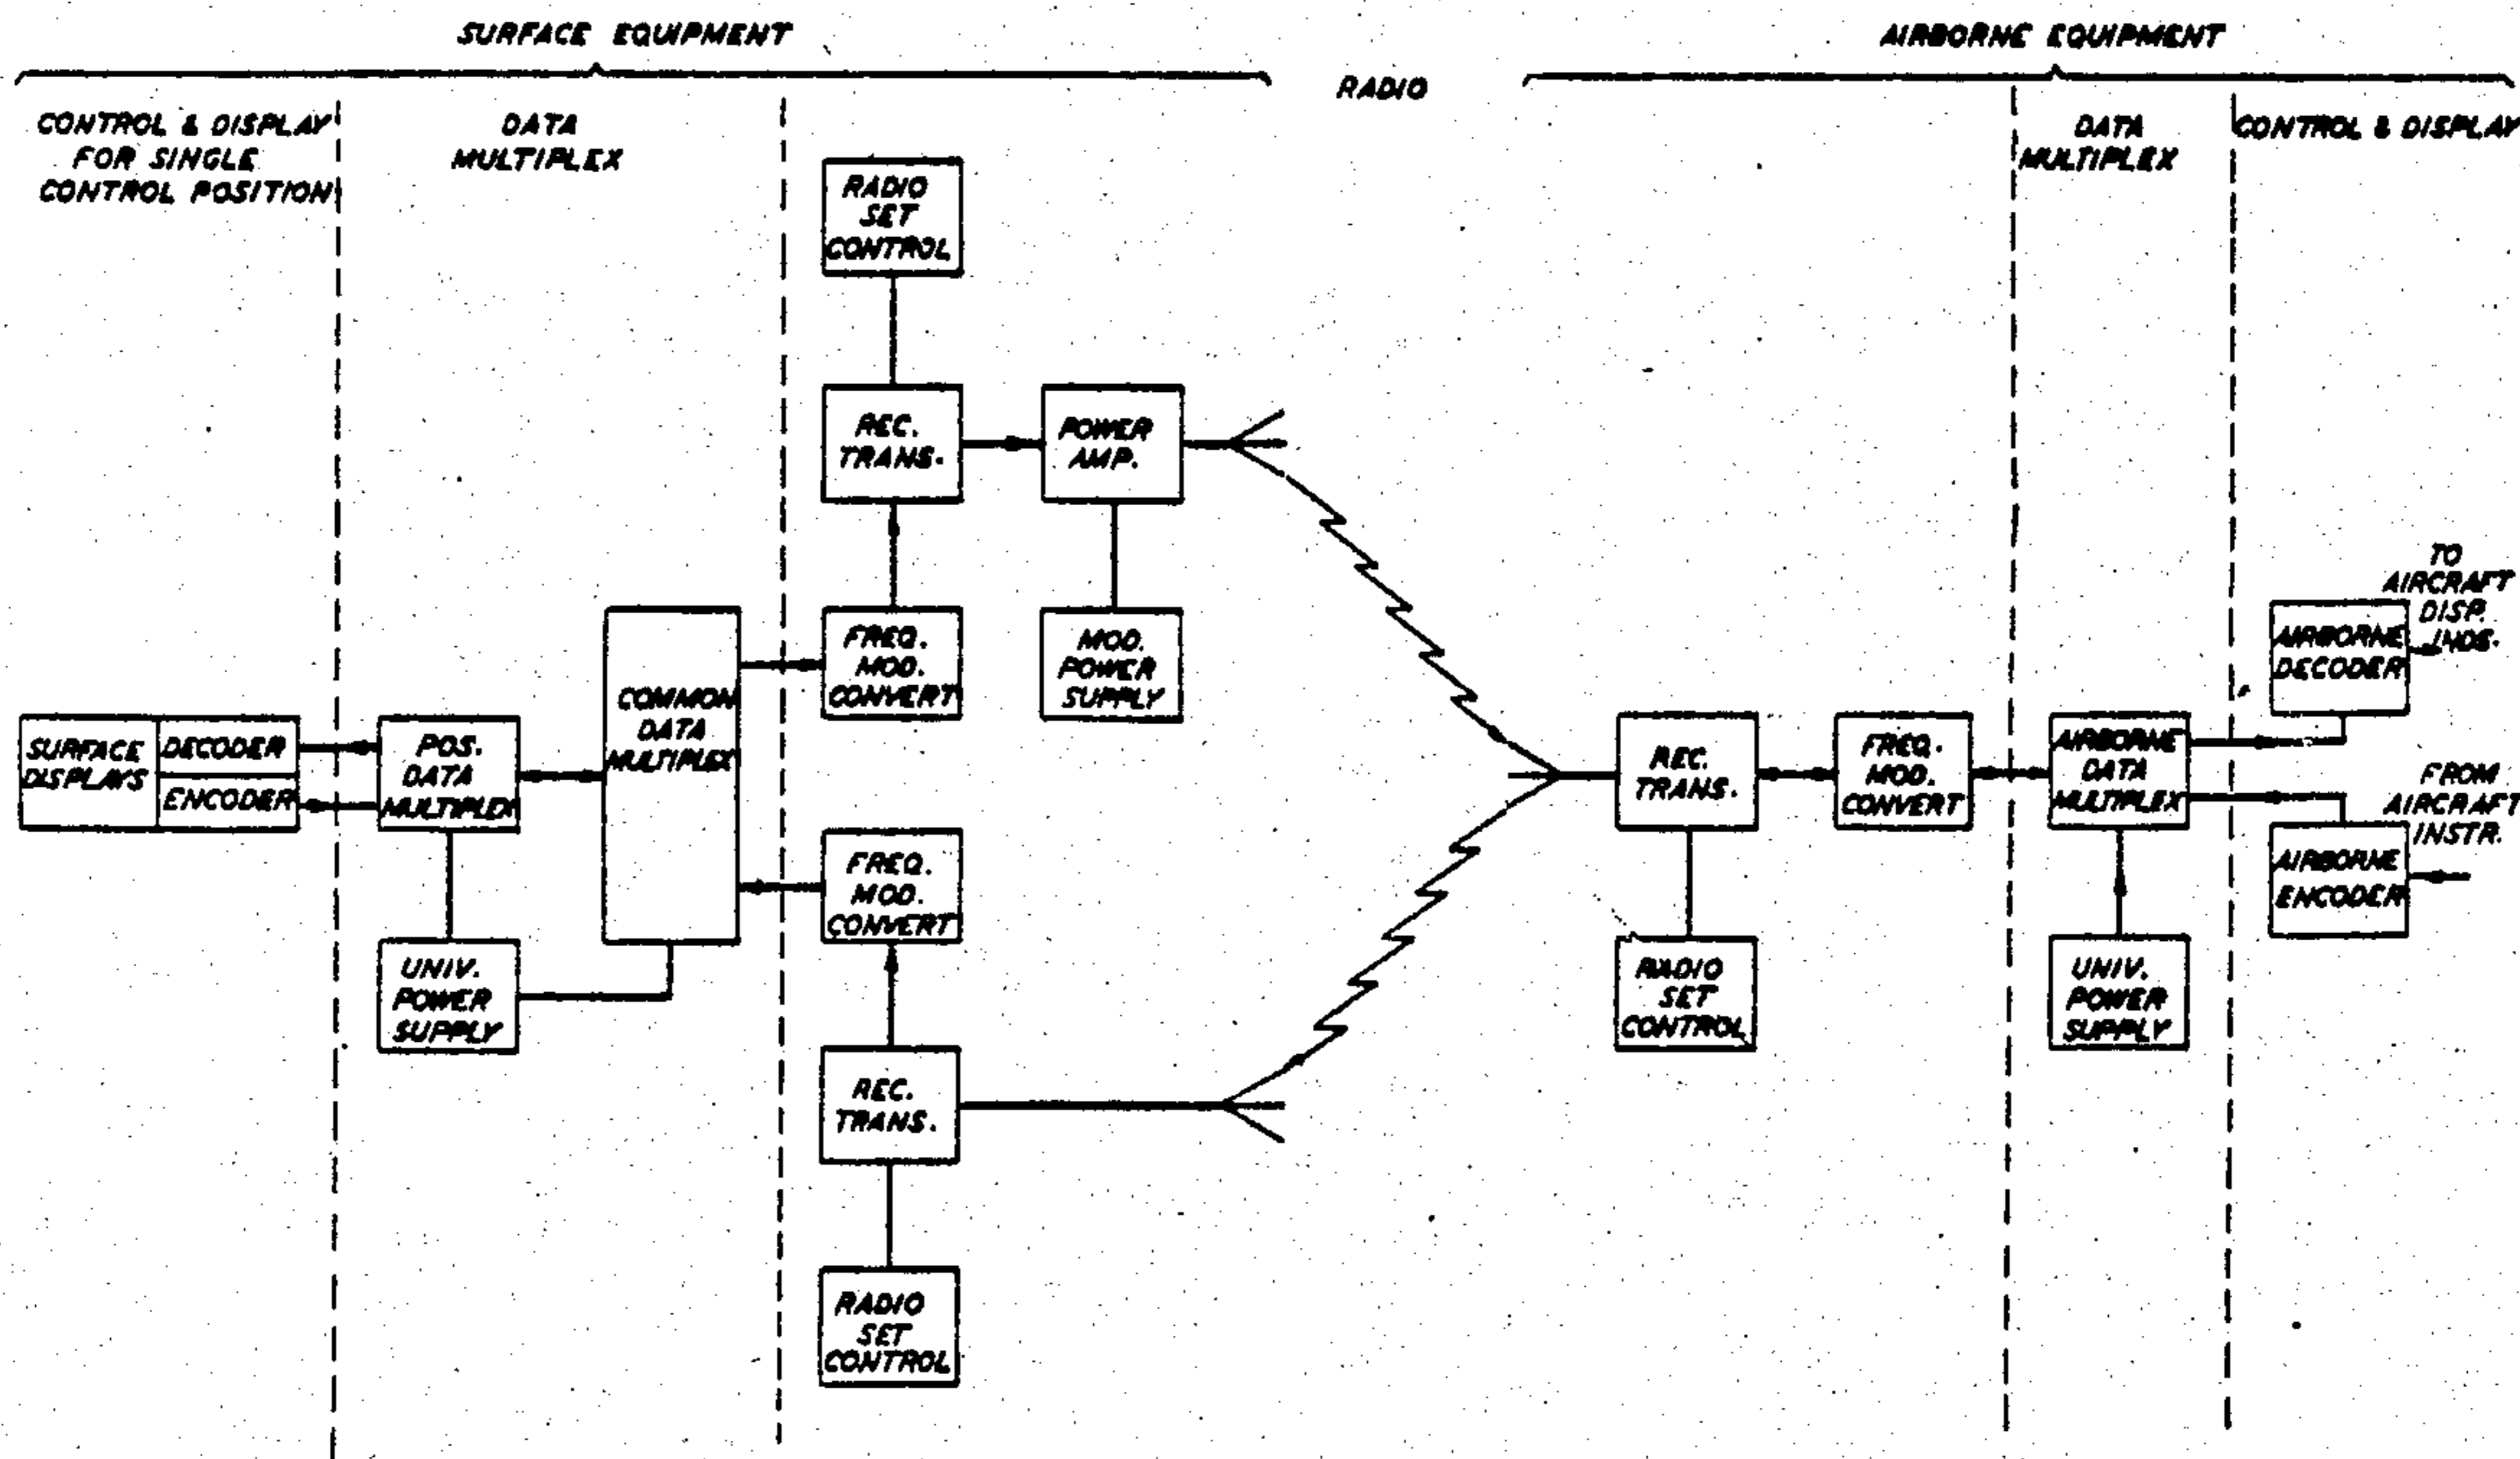 SURFACE EQUIPMENT
AIRBORNE EQUIPMENT
RADIO
CONTROL & DISPLAY
FOR SINGLE
CONTROL POSITION
DATA
MULTIPLEX
DATA
MULTIPLEX
CONTROL & DISPLAY
RADIO
SET
CONTROL
REC.
TRANS.
POWER
AMP.
FREQ.
MOD.
CONVERT
MOD.
POWER
SUPPLY
SURFACE
DISPLAYS
DECODER
ENCODER
POS.
DATA
MULTIPLEX
COMMON
DATA
MULTIPLEX
UNIV.
POWER
SUPPLY
FREQ.
MOD.
CONVERT
REC.
TRANS.
RADIO
SET
CONTROL
REC.
TRANS.
RADIO
SET
CONTROL
FREQ.
MOD.
CONVERT
AIRBORNE
DATA
MULTIPLEX
UNIV.
POWER
SUPPLY
TO
AIRCRAFT
DISP.
INDS.
AIRBORNE
DECODER
FROM
AIRCRAFT
INSTR.
AIRBORNE
ENCODER